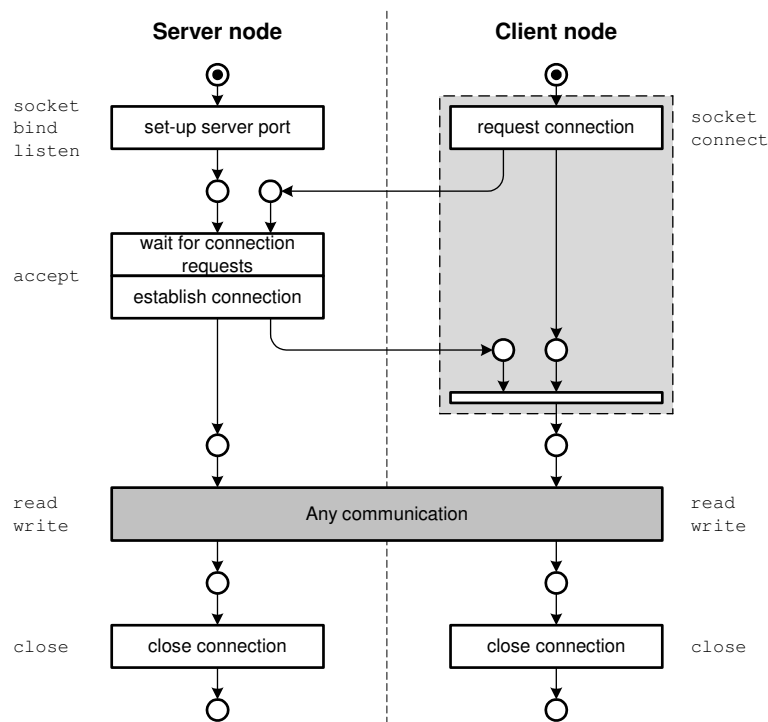 Server node
Client node
socket
bind
listen
set-up server port
request connection
socket
connect
wait for connection
requests
accept
establish connection
read
write
Any communication
read
write
close
close connection
close connection
close